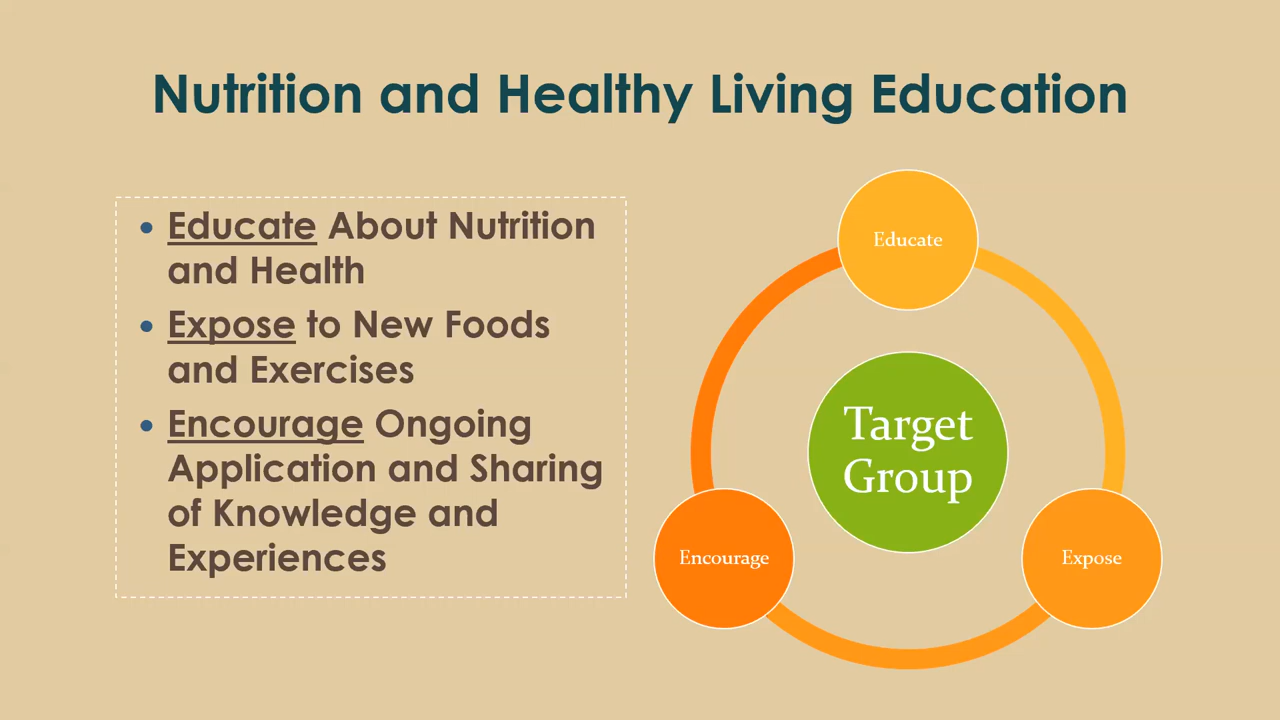 Nutrition and Healthy Living Education
• Educate About Nutrition
and Health
• Expose to New Foods
and Exercises
• Encourage Ongoing
Application and Sharing
of Knowledge and
Experiences
Educate
Target
Group
Encourage
Expose